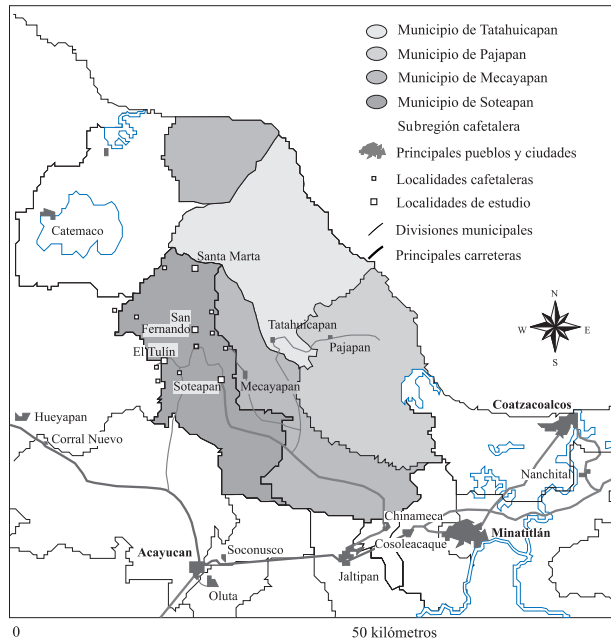 Municipio de Tatahuicapan
Municipio de Pajapan
Municipio de Mecayapan
Municipio de Soteapan
Subregión cafetalera
Principales pueblos y ciudades
Localidades cafetaleras
Localidades de estudio
Divisiones municipales
Principales carreteras
Catemaco
Santa Marta
San
Fernando
El Tulín
Soteapan
Mecayapan
Tatahuicapan
Pajapan
N
W
E
S
Hueyapan
Corral Nuevo
Coatzacoalcos
Nanchital
Chinameca
Cosoleacaque
Minatitlán
Acayucan
Soconusco
Oluta
Jaltipan
0
50 kilómetros